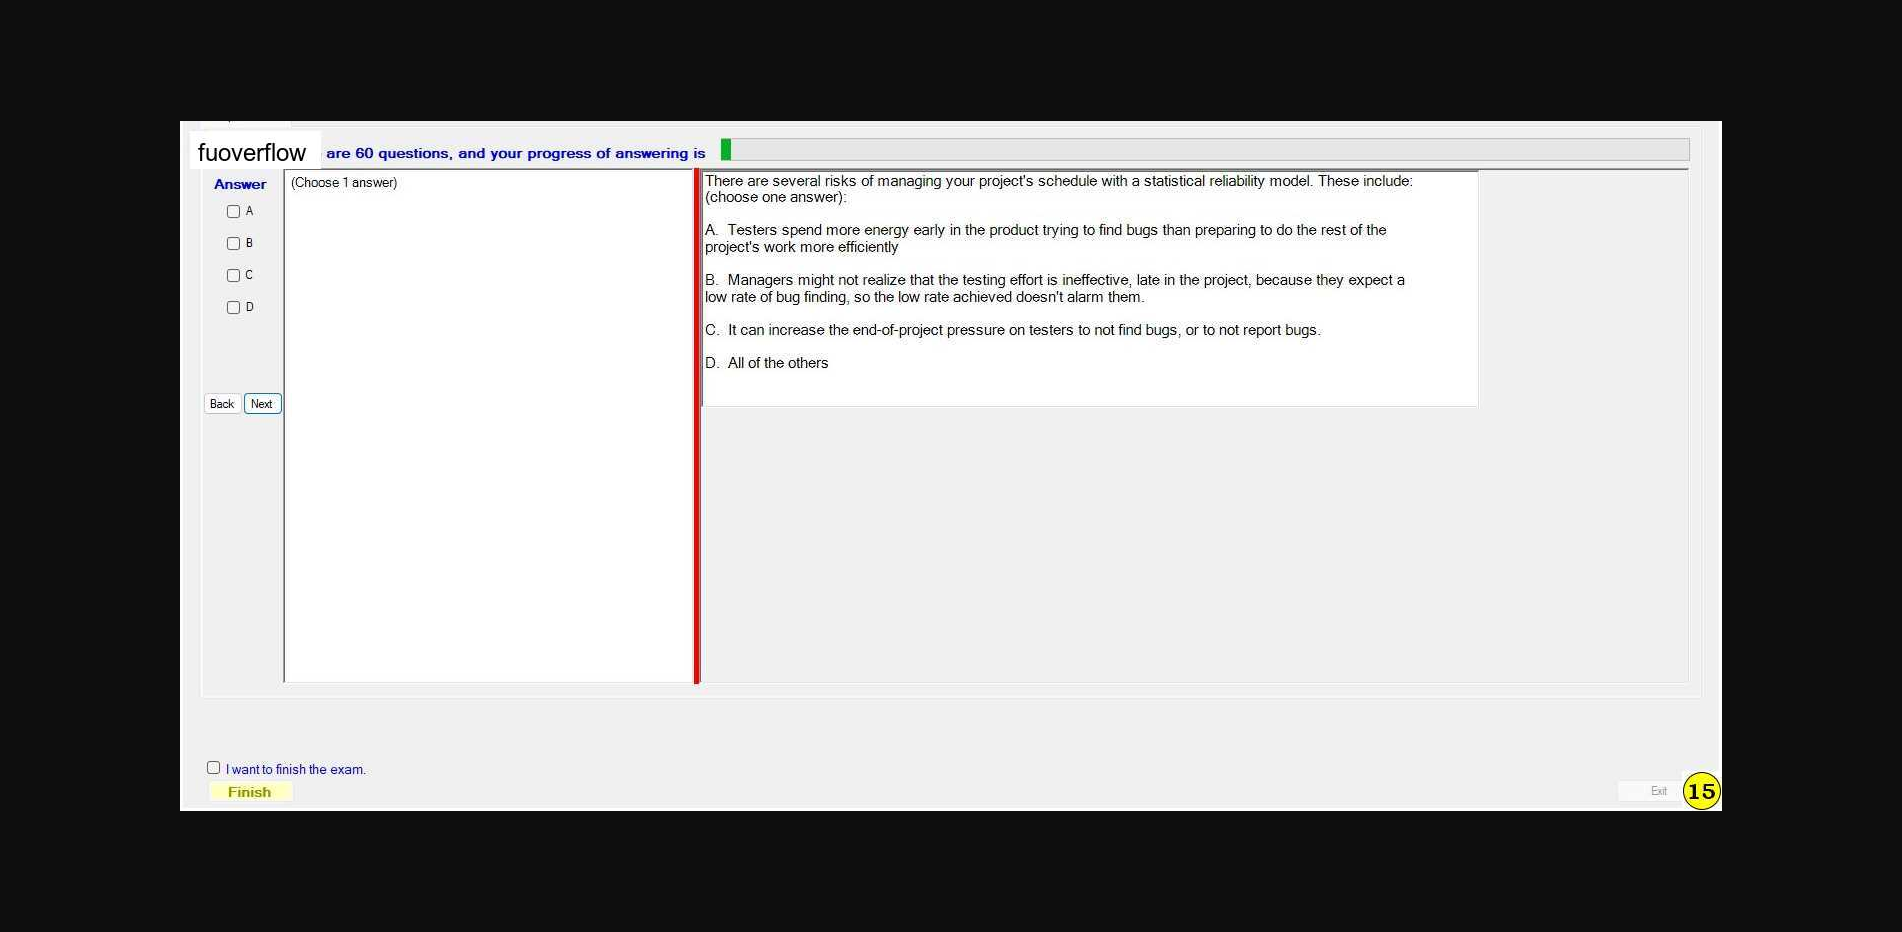 fuoverflow are 60 questions, and your progress of answering is
Answer
A
B
C
D
Back Next
(Choose 1 answer)
There are several risks of managing your project's schedule with a statistical reliability model. These include:
(choose one answer):
A. Testers spend more energy early in the product trying to find bugs than preparing to do the rest of the
project's work more efficiently
B. Managers might not realize that the testing effort is ineffective, late in the project, because they expect a
low rate of bug finding, so the low rate achieved doesn't alarm them.
C. It can increase the end-of-project pressure on testers to not find bugs, or to not report bugs.
D. All of the others
I want to finish the exam.
Finish
Exit
15